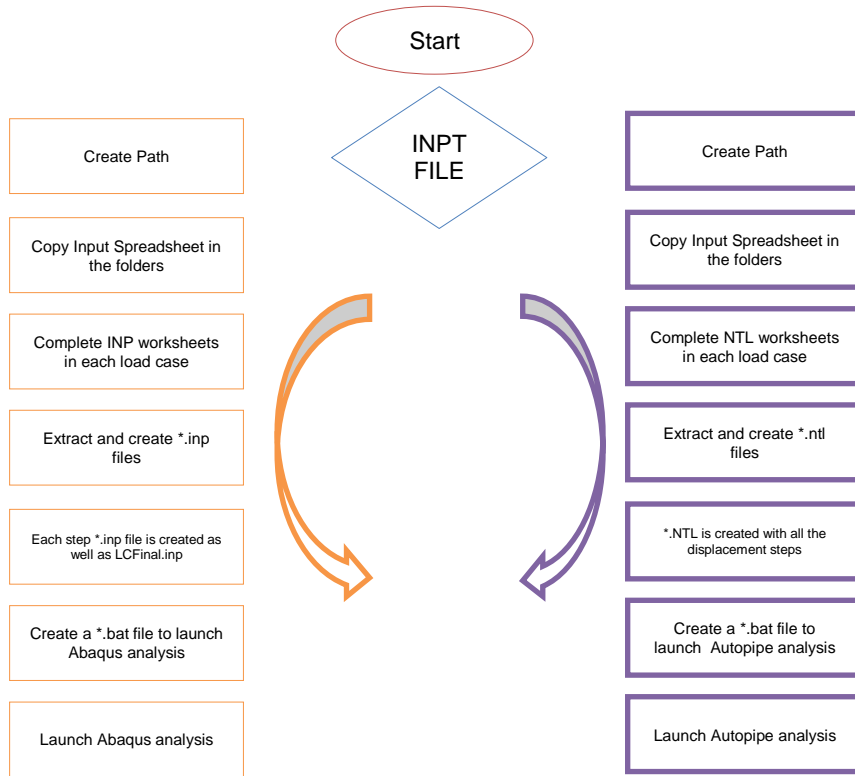 Start
INPT
FILE
Create Path
Copy Input Spreadsheet in
the folders
Complete INP worksheets
in each load case
Extract and create *.inp
files
Each step *.inp file is created as
well as LCFinal.inp
Create a *.bat file to launch
Abaqus analysis
Launch Abaqus analysis
Create Path
Copy Input Spreadsheet in
the folders
Complete NTL worksheets
in each load case
Extract and create *.ntl
files
*.NTL is created with all the
displacement steps
Create a *.bat file to
launch  Autopipe analysis
Launch Autopipe analysis